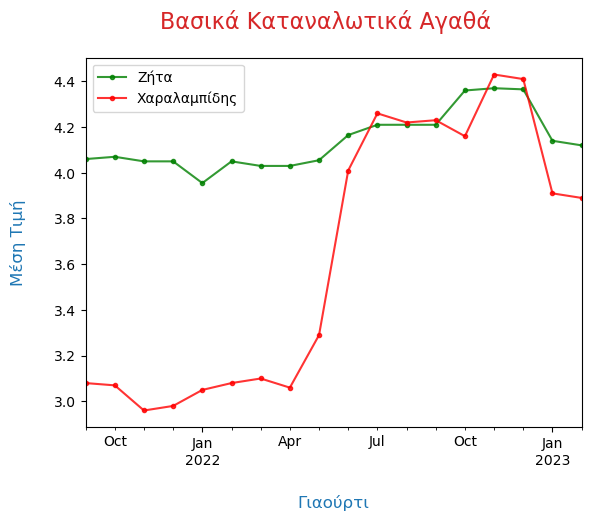 Βασικά Καταναλωτικά Αγαθά
Ζήτα
Χαραλαμπίδης
Μέση Τιμή
4.4
4.2
4.0
3.8
3.6
3.4
3.2
3.0
Oct
Jan
2022
Apr
Jul
Oct
Jan
2023
Γιαούρτι